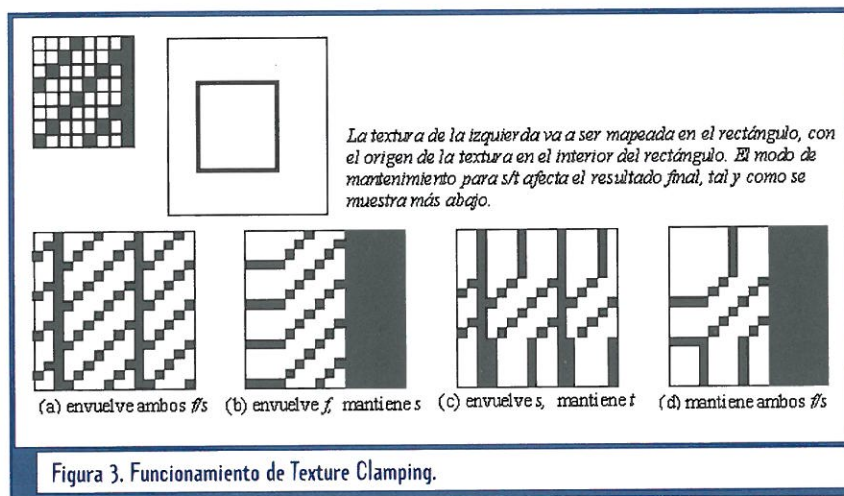 La textura de la izquierda va a ser mapeada en el rectángulo, con
el origen de la textura en el interior del rectángulo. El modo de
mantenimiento para s/t afecta el resultado final, tal y como se
muestra más abajo.
(a) envuelve ambos t/s (b) envuelve t, mantiene s (c) envuelve s, mantiene t (d) mantiene ambos t/s
Figura 3. Funcionamiento de Texture Clamping.